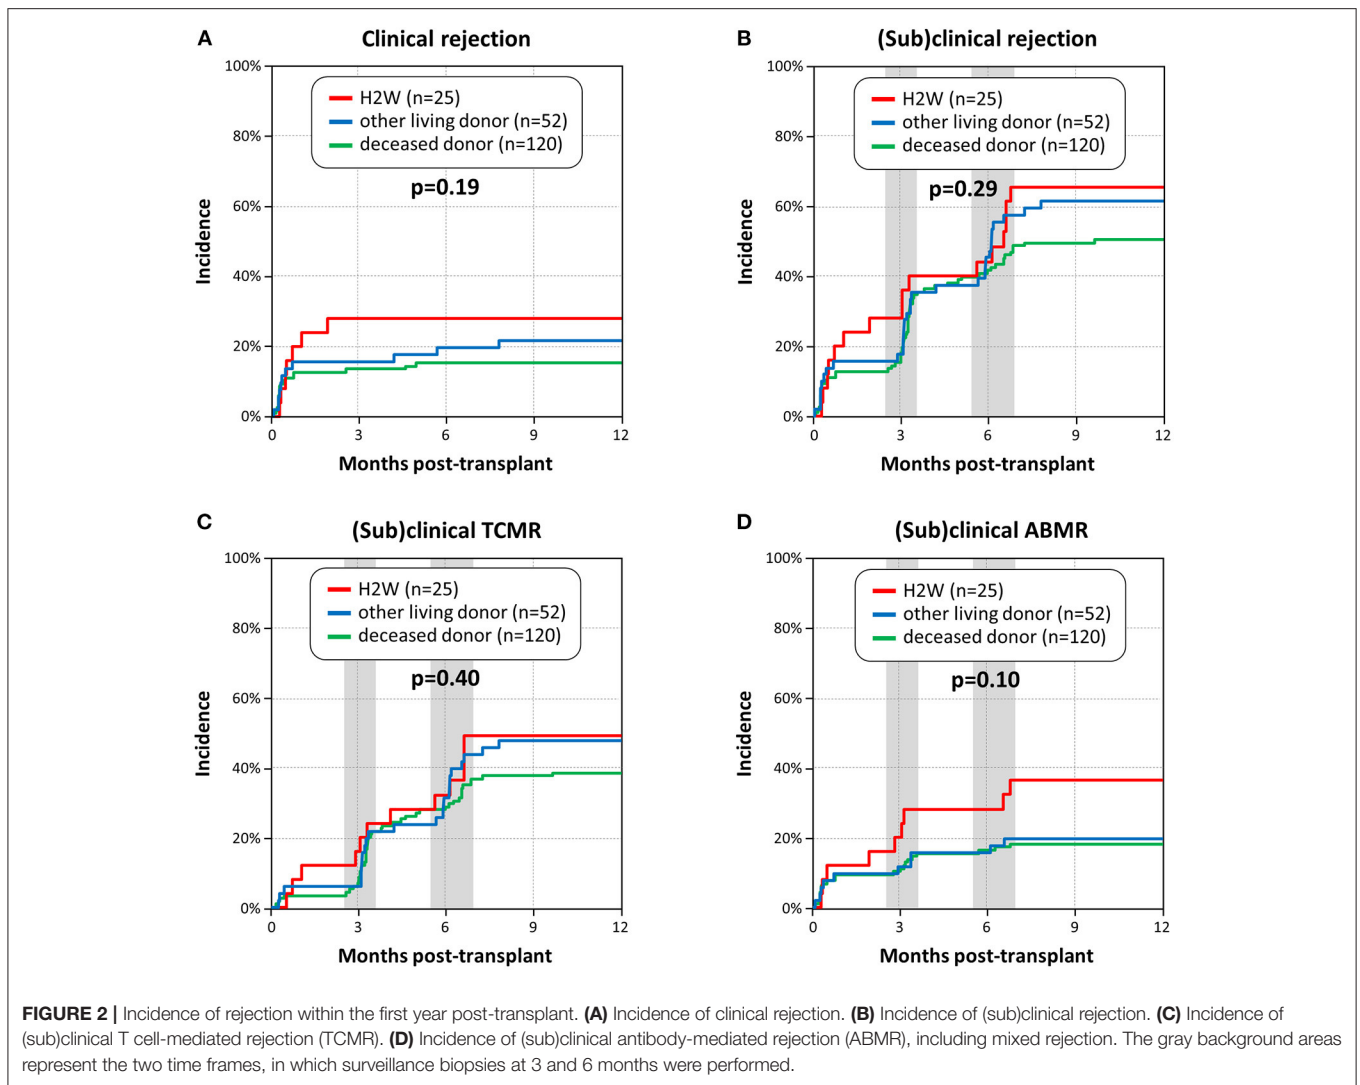 A
Clinical rejection
100%
80%
60%
40%
20%
0%
Incidence
H2W (n=25)
other living donor (n=52)
deceased donor (n=120)
p=0.19
0 3 6 9 12
Months post-transplant
B
(Sub)clinical rejection
100%
80%
60%
40%
20%
0%
Incidence
H2W (n=25)
other living donor (n=52)
deceased donor (n=120)
p=0.29
0 3 6 9 12
Months post-transplant
C
(Sub)clinical TCMR
100%
80%
60%
40%
20%
0%
Incidence
H2W (n=25)
other living donor (n=52)
deceased donor (n=120)
p=0.40
0 3 6 9 12
Months post-transplant
D
(Sub)clinical ABMR
100%
80%
60%
40%
20%
0%
Incidence
H2W (n=25)
other living donor (n=52)
deceased donor (n=120)
p=0.10
0 3 6 9 12
Months post-transplant
FIGURE 2 | Incidence of rejection within the first year post-transplant. (A) Incidence of clinical rejection. (B) Incidence of (sub)clinical rejection. (C) Incidence of
(sub)clinical T cell-mediated rejection (TCMR). (D) Incidence of (sub)clinical antibody-mediated rejection (ABMR), including mixed rejection. The gray background areas
represent the two time frames, in which surveillance biopsies at 3 and 6 months were performed.